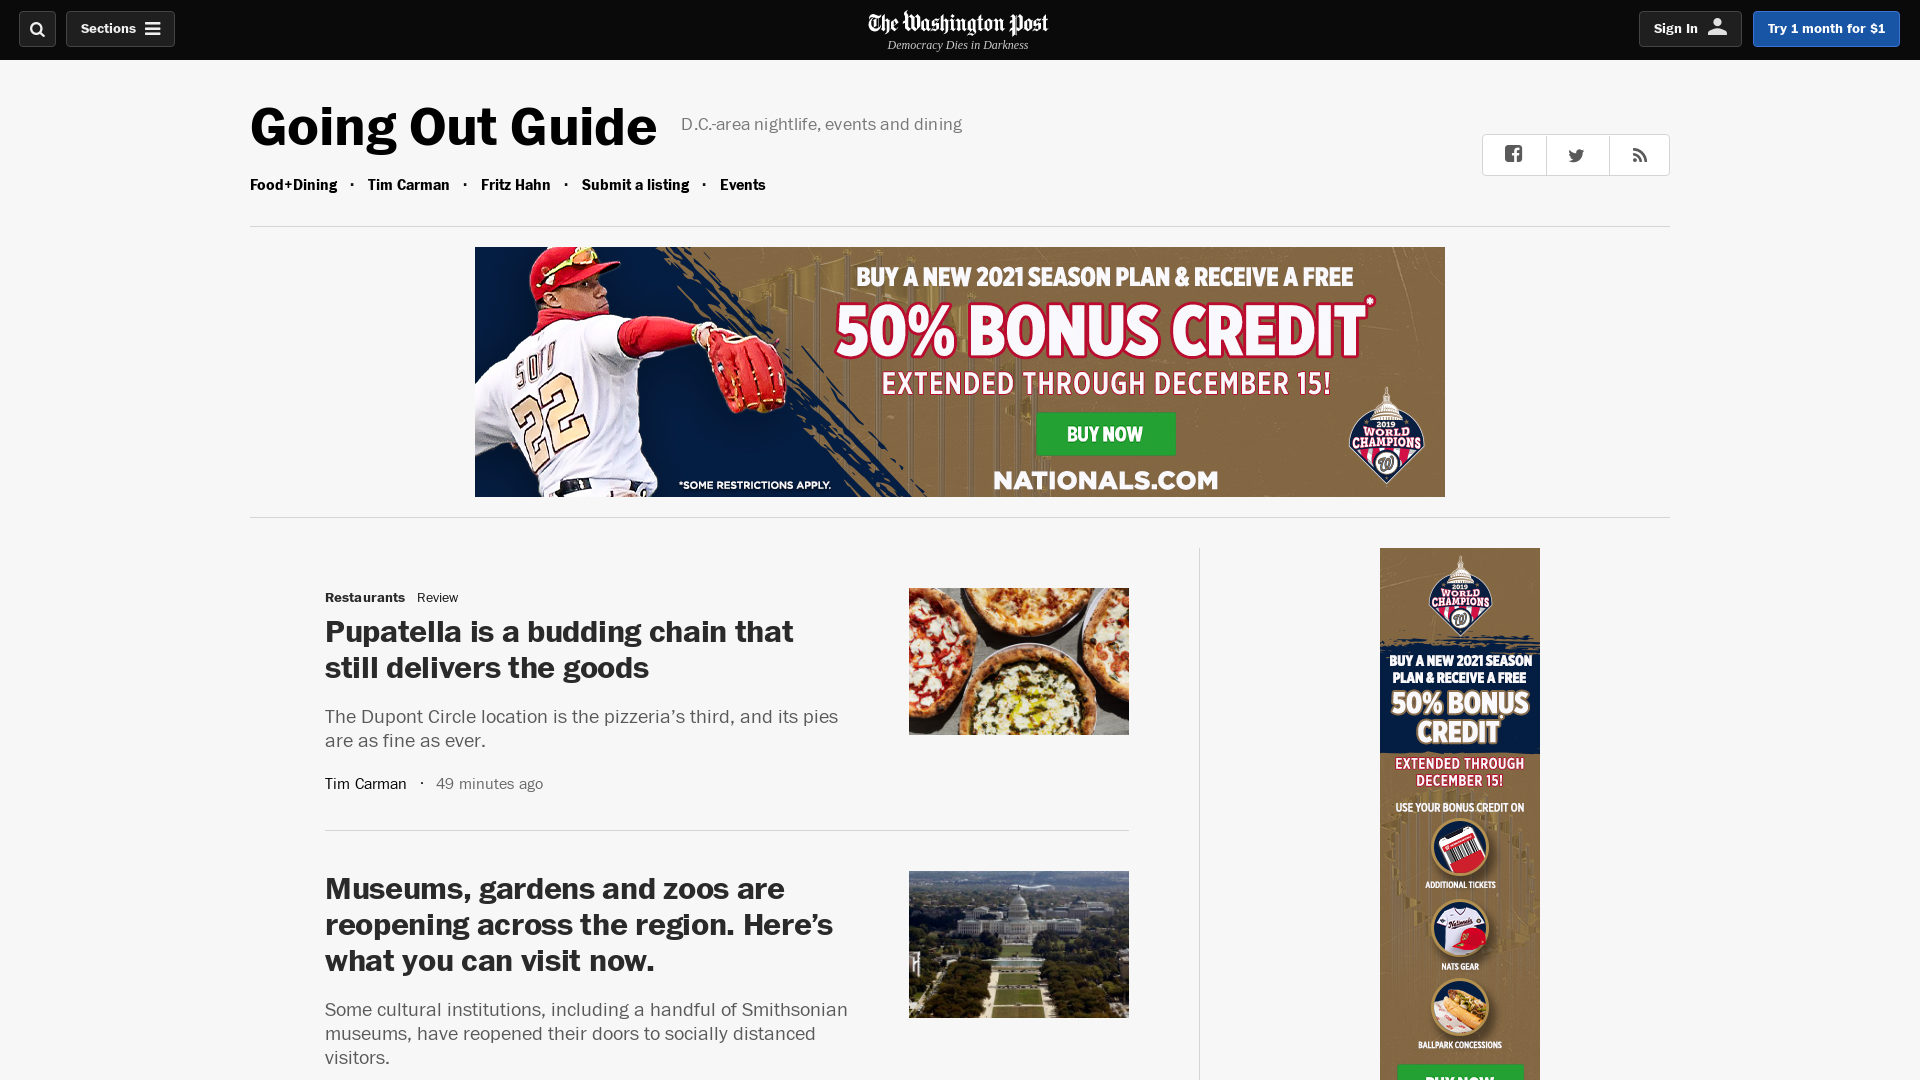 Sections
The Washington Post
Democracy Dies in Darkness
Sign In
Try 1 month for $1
Going Out Guide
D.C.-area nightlife, events and dining
Food+Dining · Tim Carman · Fritz Hahn · Submit a listing · Events
BUY A NEW 2021 SEASON PLAN & RECEIVE A FREE
50% BONUS CREDIT*
EXTENDED THROUGH DECEMBER 15!
BUY NOW
NATIONALS.COM
*SOME RESTRICTIONS APPLY.
22
2019
WORLD
CHAMPIONS
W
Restaurants Review
Pupatella is a budding chain that
still delivers the goods
The Dupont Circle location is the pizzeria’s third, and its pies
are as fine as ever.
Tim Carman · 49 minutes ago
Museums, gardens and zoos are
reopening across the region. Here’s
what you can visit now.
Some cultural institutions, including a handful of Smithsonian
museums, have reopened their doors to socially distanced
visitors.
2019
WORLD
CHAMPIONS
W
BUY A NEW 2021 SEASON
PLAN & RECEIVE A FREE
50% BONUS
CREDIT*
EXTENDED THROUGH
DECEMBER 15!
USE YOUR BONUS CREDIT ON
ADDITIONAL TICKETS
Nationals
NATS GEAR
BALLPARK CONCESSIONS
BUY NOW